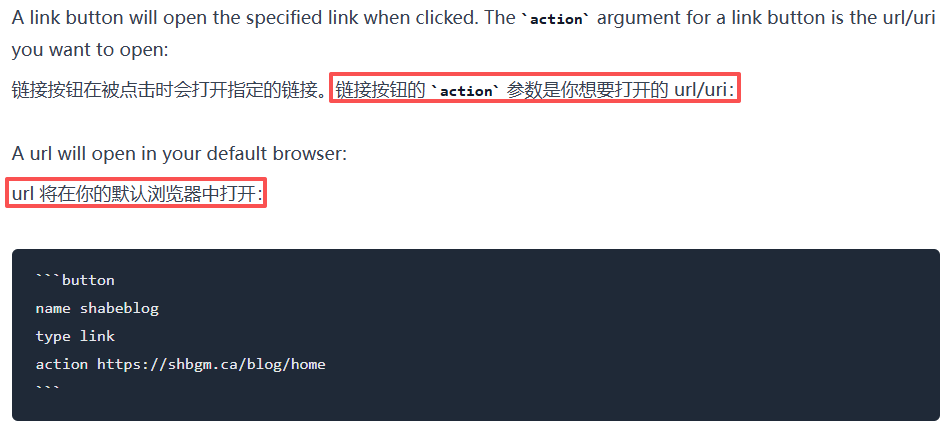 A link button will open the specified link when clicked. The `action` argument for a link button is the url/uri
you want to open:
链接按钮在被点击时会打开指定的链接。链接按钮的 `action` 参数是你想要打开的 url/uri:
A url will open in your default browser:
url 将在你的默认浏览器中打开:
```button
name shabeblog
type link
action https://shbgm.ca/blog/home
```